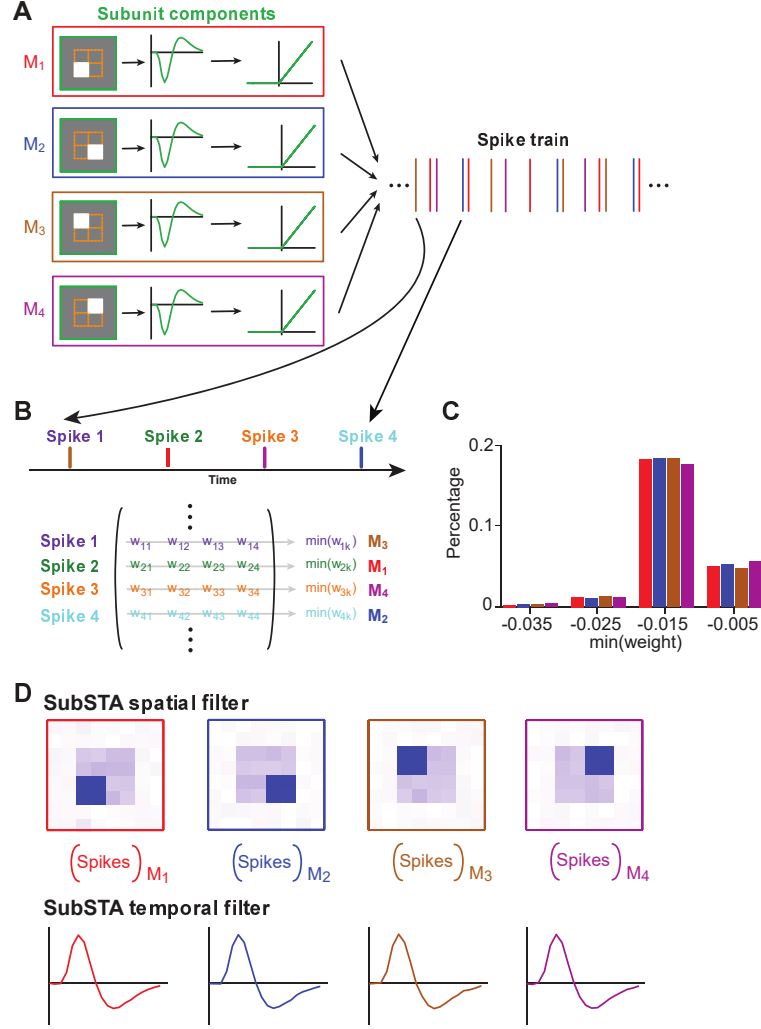 A
Subunit components
M1
M2
M3
M4
Spike train
...
...
B
Spike 1 Spike 2 Spike 3 Spike 4
Time
Spike 1 w11 w12 w13 w14 min(w1k) M3
Spike 2 w21 w22 w23 w24 min(w2k) M1
Spike 3 w31 w32 w33 w34 min(w3k) M4
Spike 4 w41 w42 w43 w44 min(w4k) M2
C
Percentage
0.2
0.1
0
-0.035 -0.025 -0.015 -0.005
min(weight)
D
SubSTA spatial filter
(Spikes) M1 (Spikes) M2 (Spikes) M3 (Spikes) M4
SubSTA temporal filter